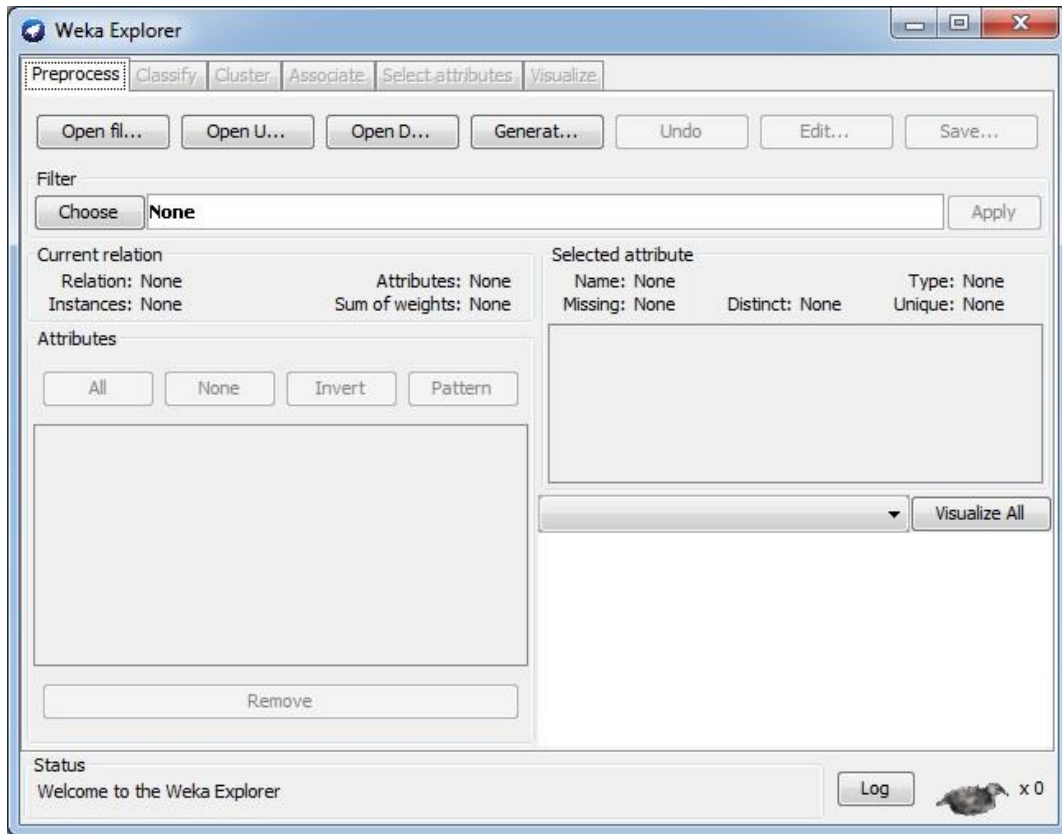 Weka Explorer
Preprocess Classify Cluster Associate Select attributes Visualize
Open fil... Open U... Open D... Generat... Undo Edit... Save...
Filter
Choose None Apply
Current relation
Relation: None Attributes: None
Instances: None Sum of weights: None
Selected attribute
Name: None Type: None
Missing: None Distinct: None Unique: None
Attributes
All None Invert Pattern
Visualize All
Remove
Status
Welcome to the Weka Explorer
Log x 0